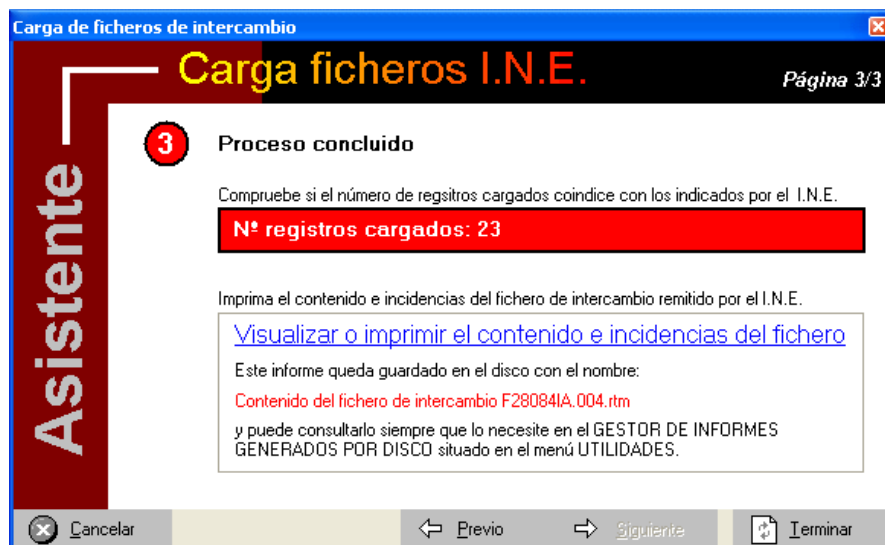 Carga de ficheros de intercambio
Carga ficheros I.N.E.
Página 3/3
Asistente
3
Proceso concluido
Compruebe si el número de regsitros cargados coindice con los indicados por el I.N.E.
Nº registros cargados: 23
Imprima el contenido e incidencias del fichero de intercambio remitido por el I.N.E.
Visualizar o imprimir el contenido e incidencias del fichero
Este informe queda guardado en el disco con el nombre:
Contenido del fichero de intercambio F28084IA.004.rtm
y puede consultarlo siempre que lo necesite en el GESTOR DE INFORMES
GENERADOS POR DISCO situado en el menú UTILIDADES.
Cancelar
Previo
Siguiente
Terminar